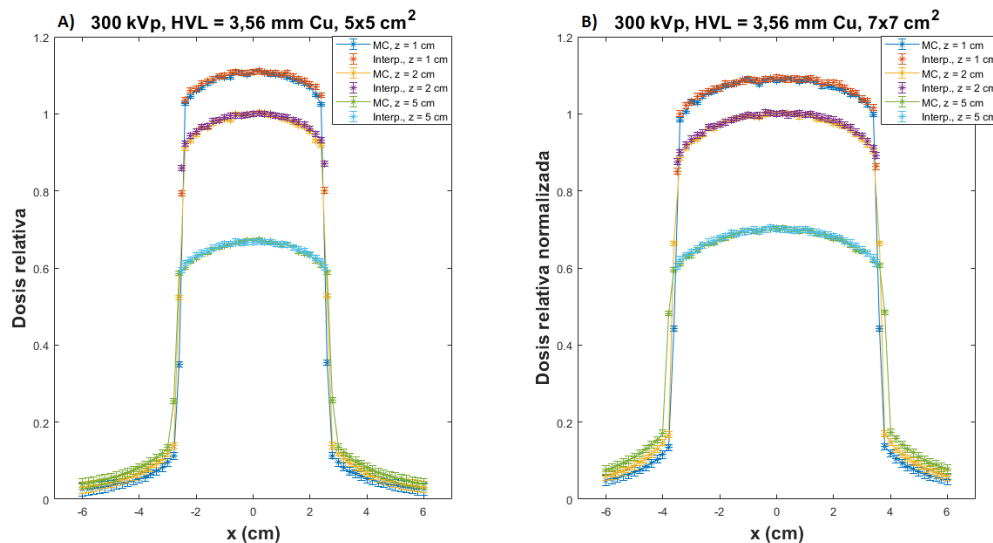 A) 300 kVp, HVL = 3,56 mm Cu, 5x5 cm²
1.2
1
0.8
0.6
0.4
0.2
0
-6 -4 -2 0 2 4 6
Dosis relativa
x (cm)
MC, z = 1 cm
Interp., z = 1 cm
MC, z = 2 cm
Interp., z = 2 cm
MC, z = 5 cm
Interp., z = 5 cm
B) 300 kVp, HVL = 3,56 mm Cu, 7x7 cm²
1.2
1
0.8
0.6
0.4
0.2
0
-6 -4 -2 0 2 4 6
Dosis relativa normalizada
x (cm)
MC, z = 1 cm
Interp., z = 1 cm
MC, z = 2 cm
Interp., z = 2 cm
MC, z = 5 cm
Interp., z = 5 cm